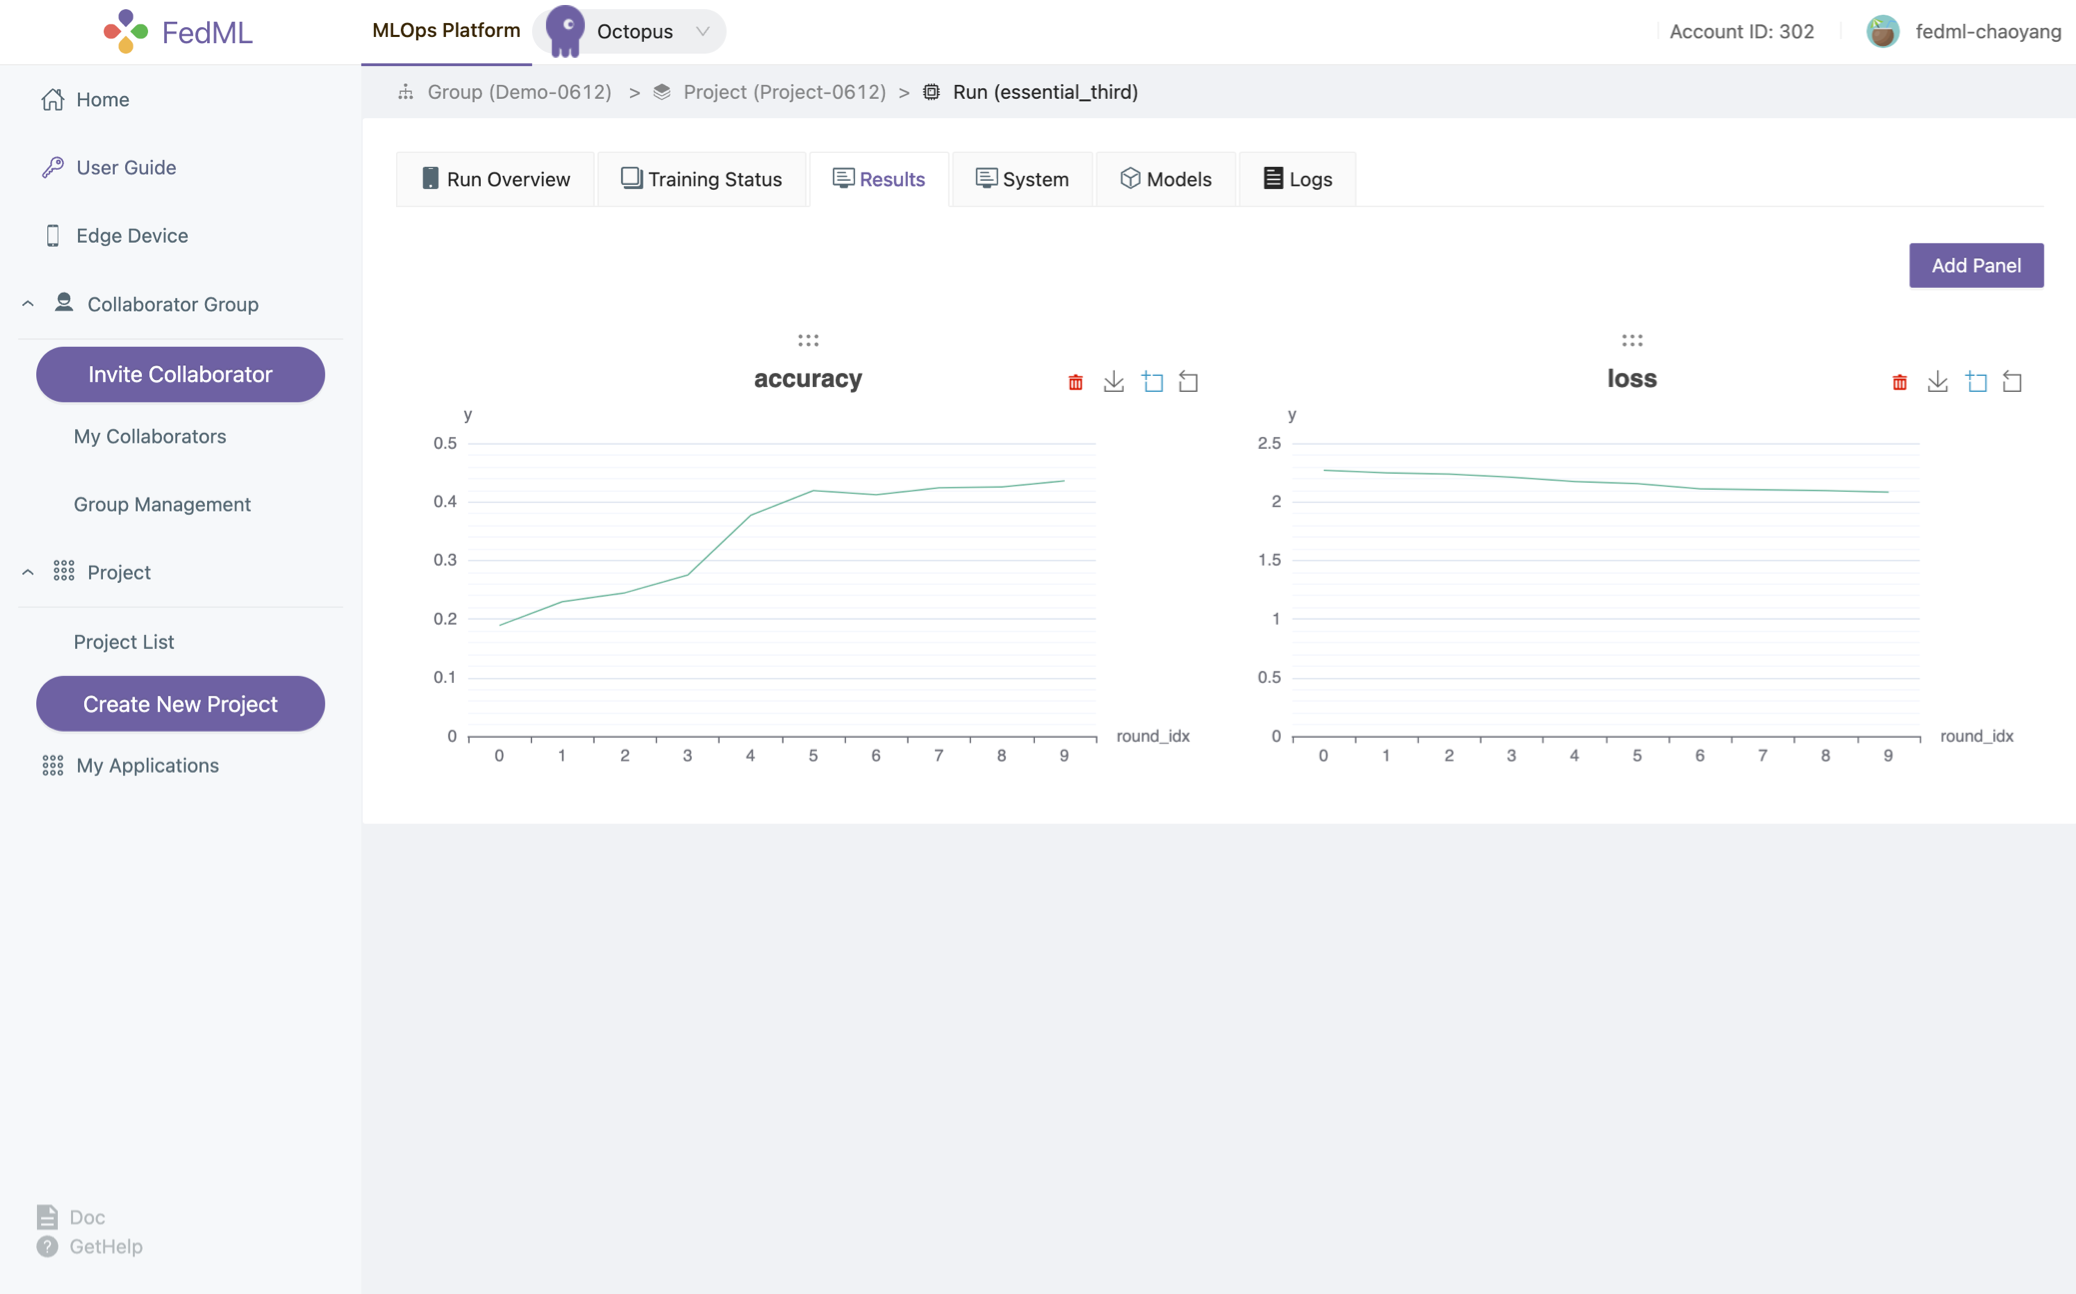 FedML
MLOps Platform
Octopus
Account ID: 302
fedml-chaoyang
Home
User Guide
Edge Device
Collaborator Group
Invite Collaborator
My Collaborators
Group Management
Project
Project List
Create New Project
My Applications
Doc
GetHelp
Group (Demo-0612) > Project (Project-0612) > Run (essential_third)
Run Overview
Training Status
Results
System
Models
Logs
Add Panel
accuracy
y
0.5
0.4
0.3
0.2
0.1
0
0 1 2 3 4 5 6 7 8 9
round_idx
loss
y
2.5
2
1.5
1
0.5
0
0 1 2 3 4 5 6 7 8 9
round_idx